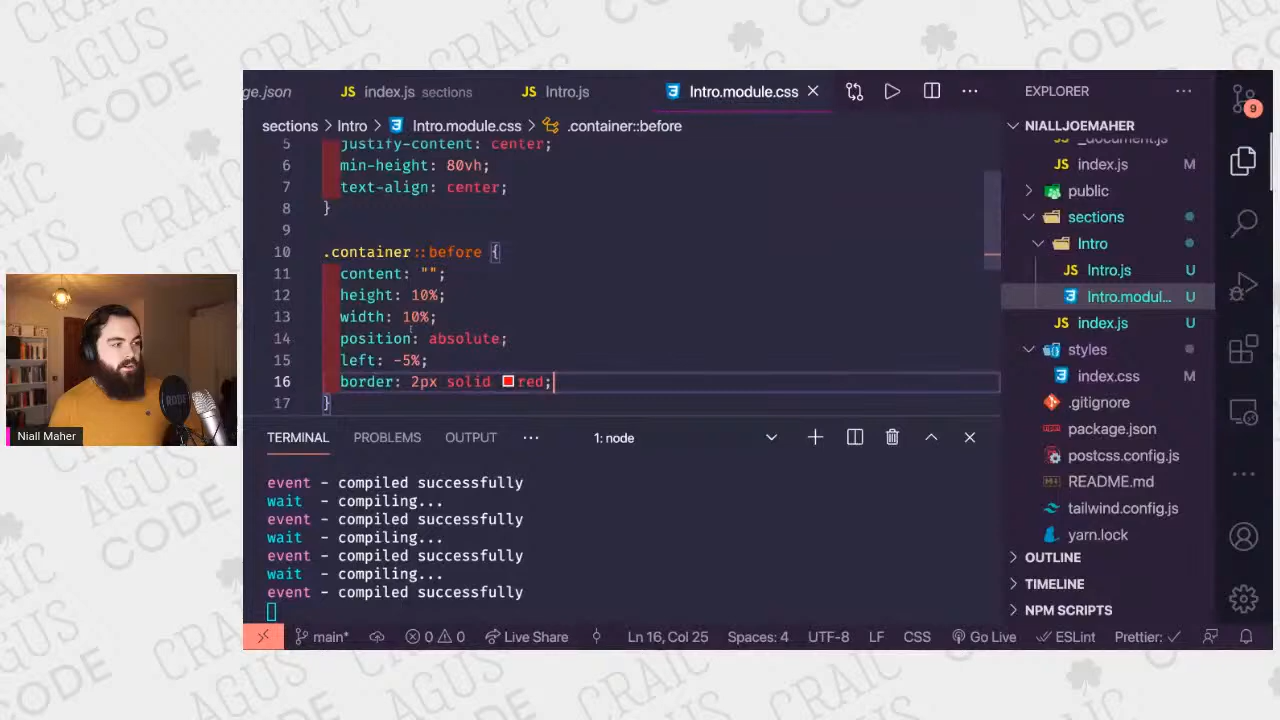 CRAIC
AGUS
CODE
ge.json
index.js sections
Intro.js
Intro.module.css
sections > Intro > Intro.module.css > .container::before
5 justify-content: center;
6 min-height: 80vh;
7 text-align: center;
8 }
9
10 .container::before {
11 content: "";
12 height: 10%;
13 width: 10%;
14 position: absolute;
15 left: -5%;
16 border: 2px solid red;
17 }
TERMINAL PROBLEMS OUTPUT ··· 1: node
event - compiled successfully
wait - compiling...
event - compiled successfully
wait - compiling...
event - compiled successfully
wait - compiling...
event - compiled successfully
main* 0 0 Live Share Ln 16, Col 25 Spaces: 4 UTF-8 LF CSS Go Live ESLint Prettier: ✓
EXPLORER ···
NIALLJOEMAHER
_document.js
index.js M
public
sections
Intro
Intro.js U
Intro.modul... U
index.js U
styles
index.css M
.gitignore
package.json
postcss.config.js
README.md
tailwind.config.js
yarn.lock
OUTLINE
TIMELINE
NPM SCRIPTS
9
Niall Maher
RODE